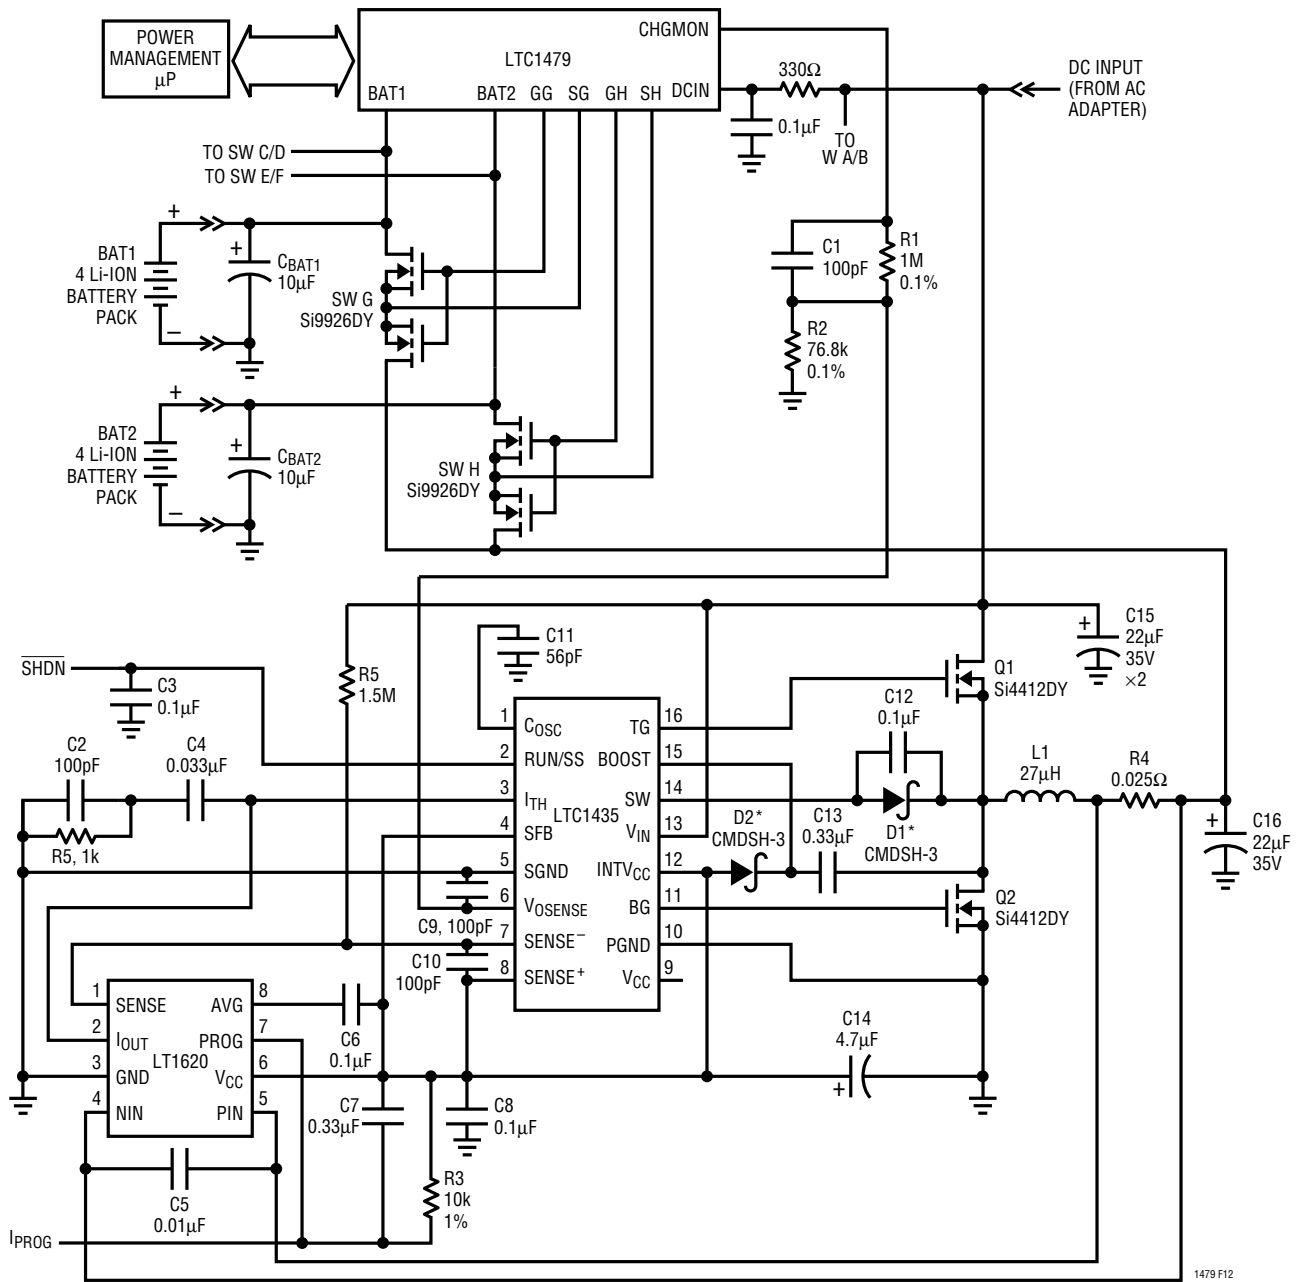 POWER
MANAGEMENT
µP
LTC1479
CHGMON
BAT1
BAT2
GG
SG
GH
SH
DCIN
330Ω
0.1µF
TO
W A/B
DC INPUT
(FROM AC
ADAPTER)
TO SW C/D
TO SW E/F
+
BAT1
4 Li-ION
BATTERY
PACK
–
+
CBAT1
10µF
SW G
Si9926DY
C1
100pF
R1
1M
0.1%
R2
76.8k
0.1%
+
BAT2
4 Li-ION
BATTERY
PACK
–
+
CBAT2
10µF
SW H
Si9926DY
SHDN
C3
0.1µF
R5
1.5M
C11
56pF
Q1
Si4412DY
+
C15
22µF
35V
×2
C2
100pF
C4
0.033µF
R5, 1k
1
COSC
2
RUN/SS
3
ITH
4
SFB
5
SGND
6
VOSENSE
7
SENSE–
8
SENSE+
LTC1435
TG
16
BOOST
15
SW
14
VIN
13
INTVCC
12
BG
11
PGND
10
VCC
9
C12
0.1µF
D1*
CMDSH-3
D2*
CMDSH-3
C13
0.33µF
L1
27µH
R4
0.025Ω
+
C16
22µF
35V
Q2
Si4412DY
C9, 100pF
C10
100pF
1
SENSE
2
IOUT
3
GND
4
NIN
LT1620
AVG
8
PROG
7
VCC
6
PIN
5
C6
0.1µF
C7
0.33µF
C8
0.1µF
C14
4.7µF
+
R3
10k
1%
C5
0.01µF
IPROG
1479 F12